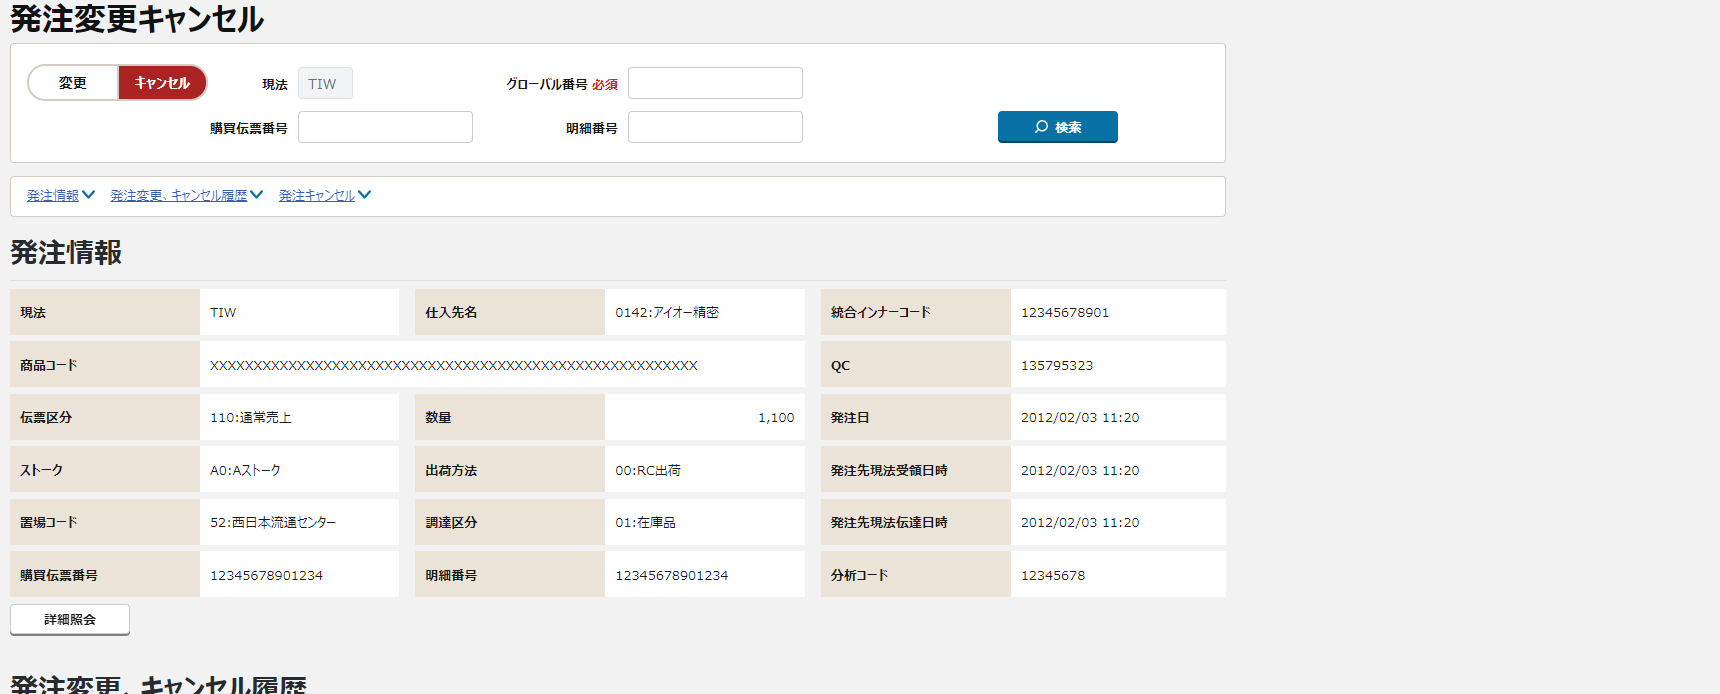 発注変更キャンセル
変更 キャンセル 現法 TIW グローバル番号 必須
購買伝票番号 明細番号 検索
発注情報 発注変更、キャンセル履歴 発注キャンセル
発注情報
現法 TIW 仕入先名 0142:アイオー精密 統合インナーコード 12345678901
商品コード XXXXXXXXXXXXXXXXXXXXXXXXXXXXXXXXXXXXXXXXXXXXXXXXXXXXXXXX QC 135795323
伝票区分 110:通常売上 数量 1,100 発注日 2012/02/03 11:20
ストーク A0:Aストーク 出荷方法 00:RC出荷 発注先現法受領日時 2012/02/03 11:20
置場コード 52:西日本流通センター 調達区分 01:在庫品 発注先現法伝達日時 2012/02/03 11:20
購買伝票番号 12345678901234 明細番号 12345678901234 分析コード 12345678
詳細照会
発注変更、キャンセル履歴